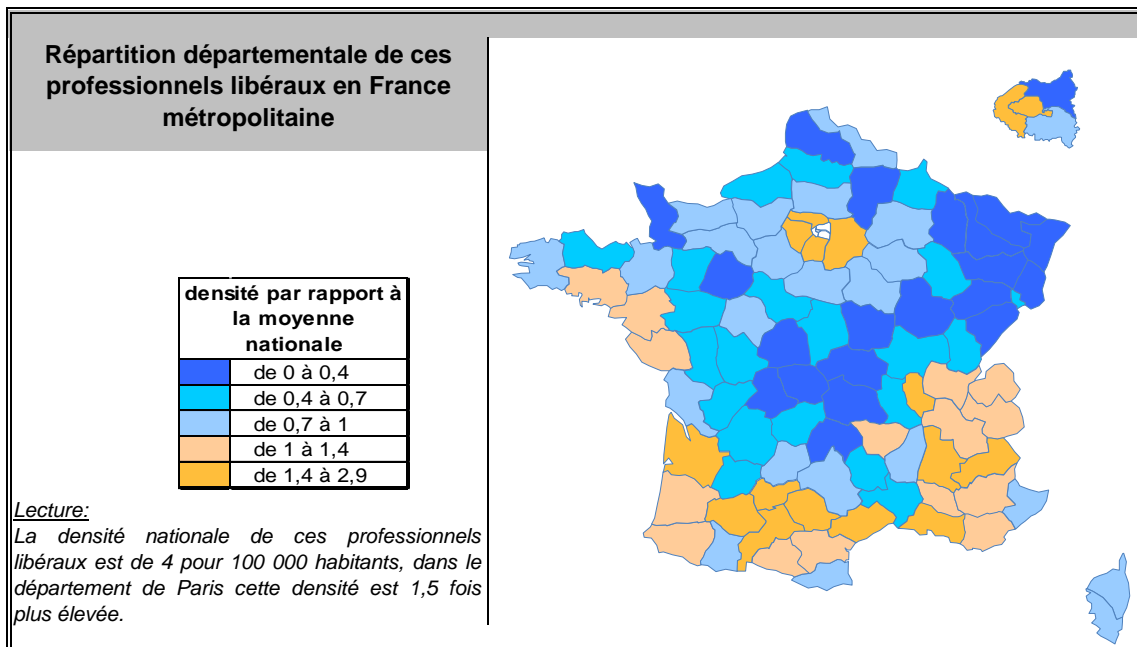 Répartition départementale de ces
professionnels libéraux en France
métropolitaine
densité par rapport à
la moyenne
nationale
de 0 à 0,4
de 0,4 à 0,7
de 0,7 à 1
de 1 à 1,4
de 1,4 à 2,9
Lecture:
La densité nationale de ces professionnels
libéraux est de 4 pour 100 000 habitants, dans le
département de Paris cette densité est 1,5 fois
plus élevée.